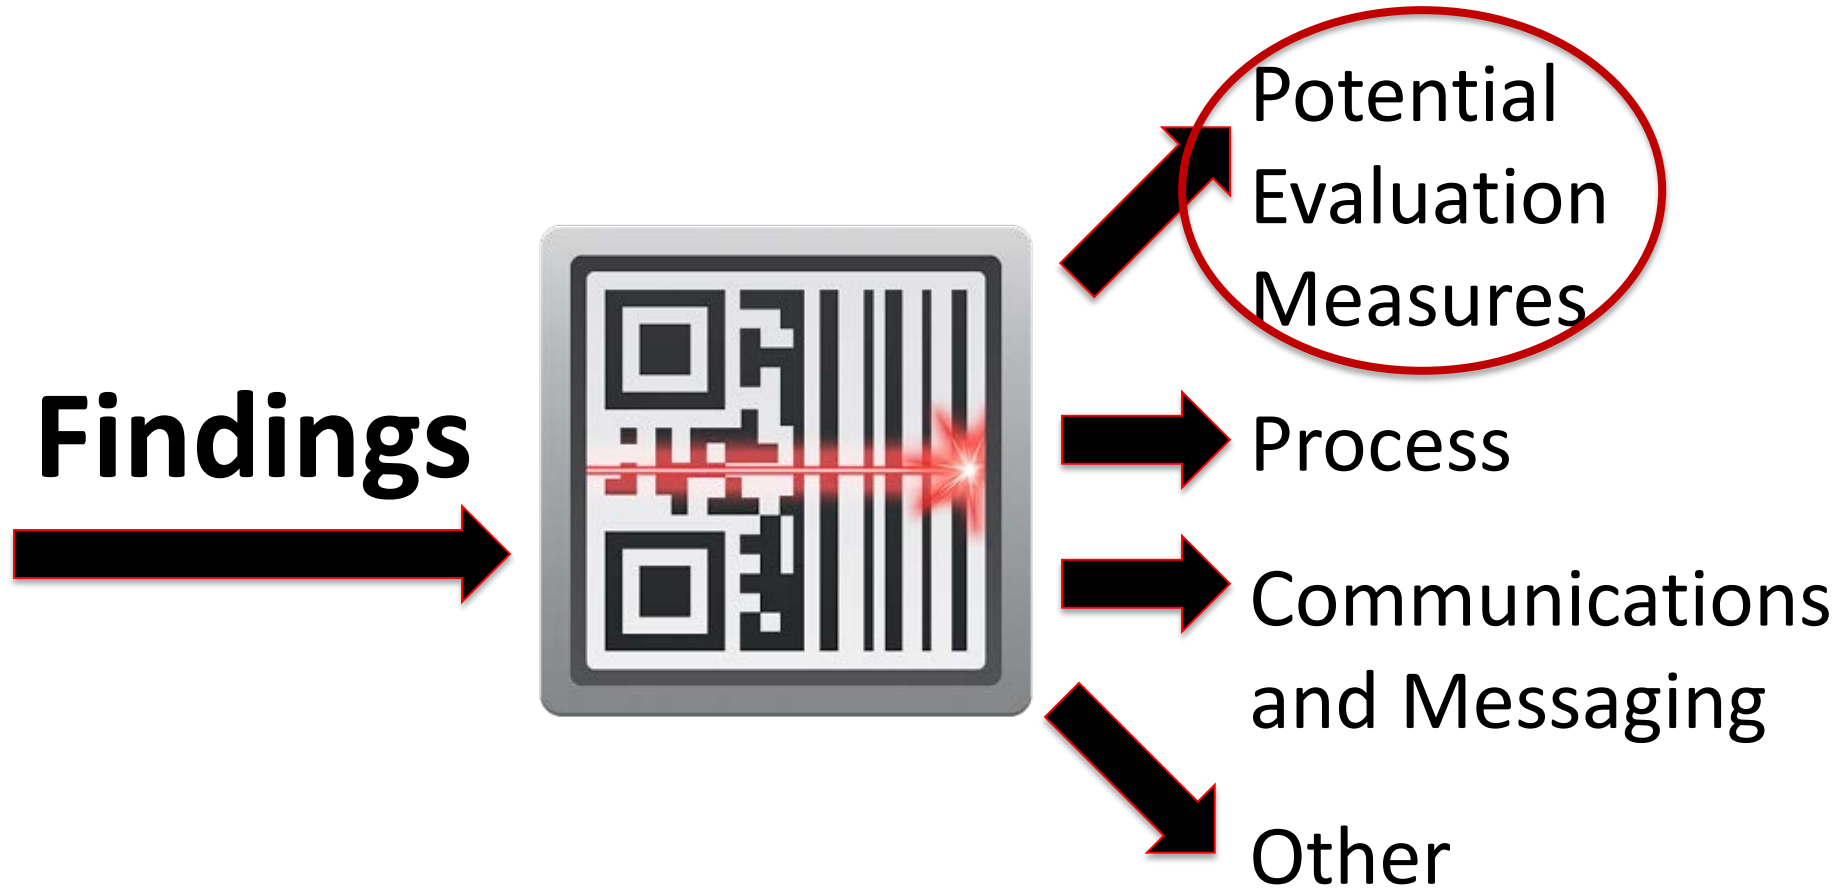 Findings
Potential
Evaluation
Measures
Process
Communications
and Messaging
Other